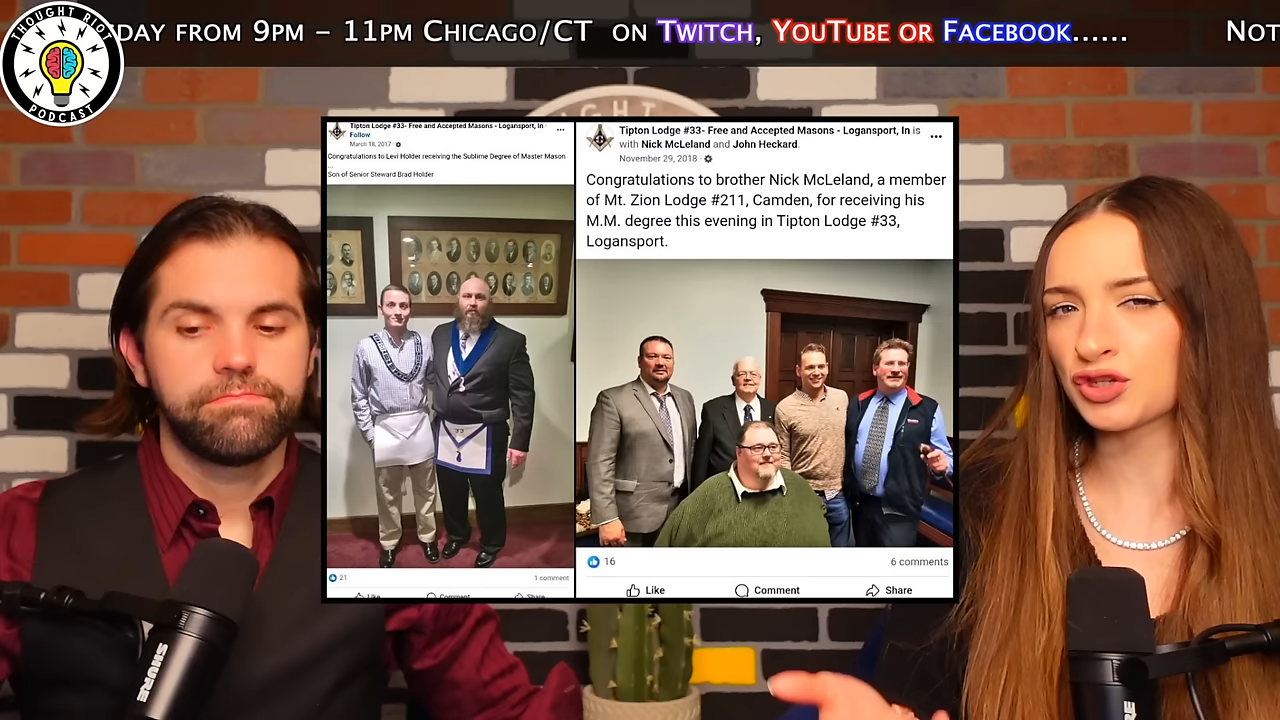 DAY FROM 9PM – 11PM CHICAGO/CT ON TWITCH, YOUTUBE OR FACEBOOK...... NOT
THOUGHT RIOT
PODCAST
Tipton Lodge #33- Free and Accepted Masons - Logansport, In ·
Follow
March 18, 2017 ·
Congratulations to Levi Holder receiving the Sublime Degree of Master Mason
...
Son of Senior Steward Brad Holder
21
1 comment
Like
Comment
Share
Tipton Lodge #33- Free and Accepted Masons - Logansport, In is
with Nick McLeland and John Heckard.
November 29, 2018 ·
Congratulations to brother Nick McLeland, a member
of Mt. Zion Lodge #211, Camden, for receiving his
M.M. degree this evening in Tipton Lodge #33,
Logansport.
16
6 comments
Like
Comment
Share
SHURE